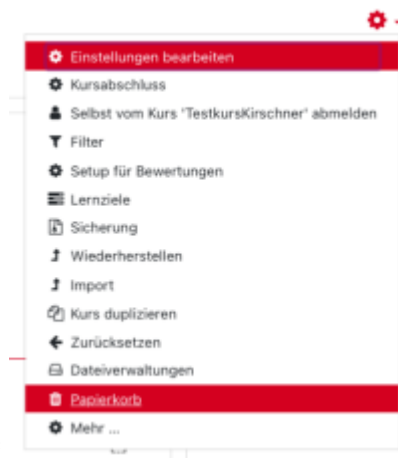 Einstellungen bearbeiten
Kursabschluss
Selbst vom Kurs 'TestkursKirschner' abmelden
Filter
Setup für Bewertungen
Lernziele
Sicherung
Wiederherstellen
Import
Kurs duplizieren
Zurücksetzen
Dateiverwaltungen
Papierkorb
Mehr ...